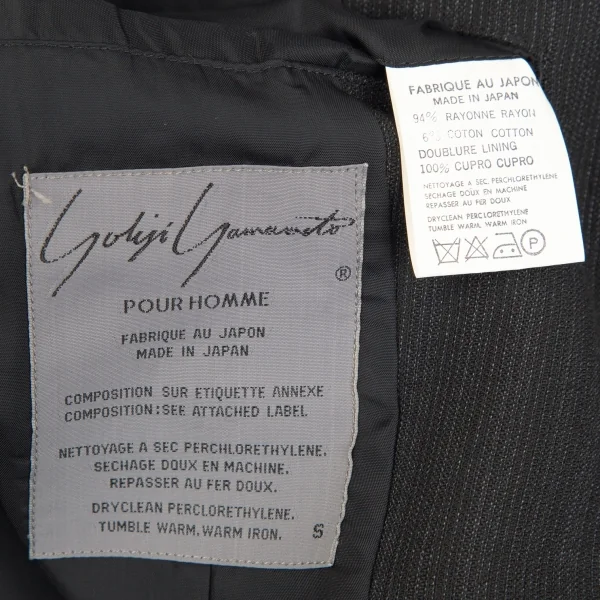 Yohji Yamamoto
®
POUR HOMME
FABRIQUE AU JAPON
MADE IN JAPAN
COMPOSITION SUR ETIQUETTE ANNEXE
COMPOSITION:SEE ATTACHED LABEL
NETTOYAGE A SEC PERCHLORETHYLENE.
SECHAGE DOUX EN MACHINE.
REPASSER AU FER DOUX.
DRYCLEAN PERCLORETHYLENE.
TUMBLE WARM.WARM IRON.
S
FABRIQUE AU JAPON
MADE IN JAPAN
94% RAYONNE RAYON
6% COTON COTTON
DOUBLURE LINING
100% CUPRO CUPRO
NETTOYAGE A SEC. PERCHLORETHYLENE
SECHAGE DOUX EN MACHINE
REPASSER AU FER DOUX
DRYCLEAN PERCLORETHYLENE
TUMBLE WARM, WARM IRON
P